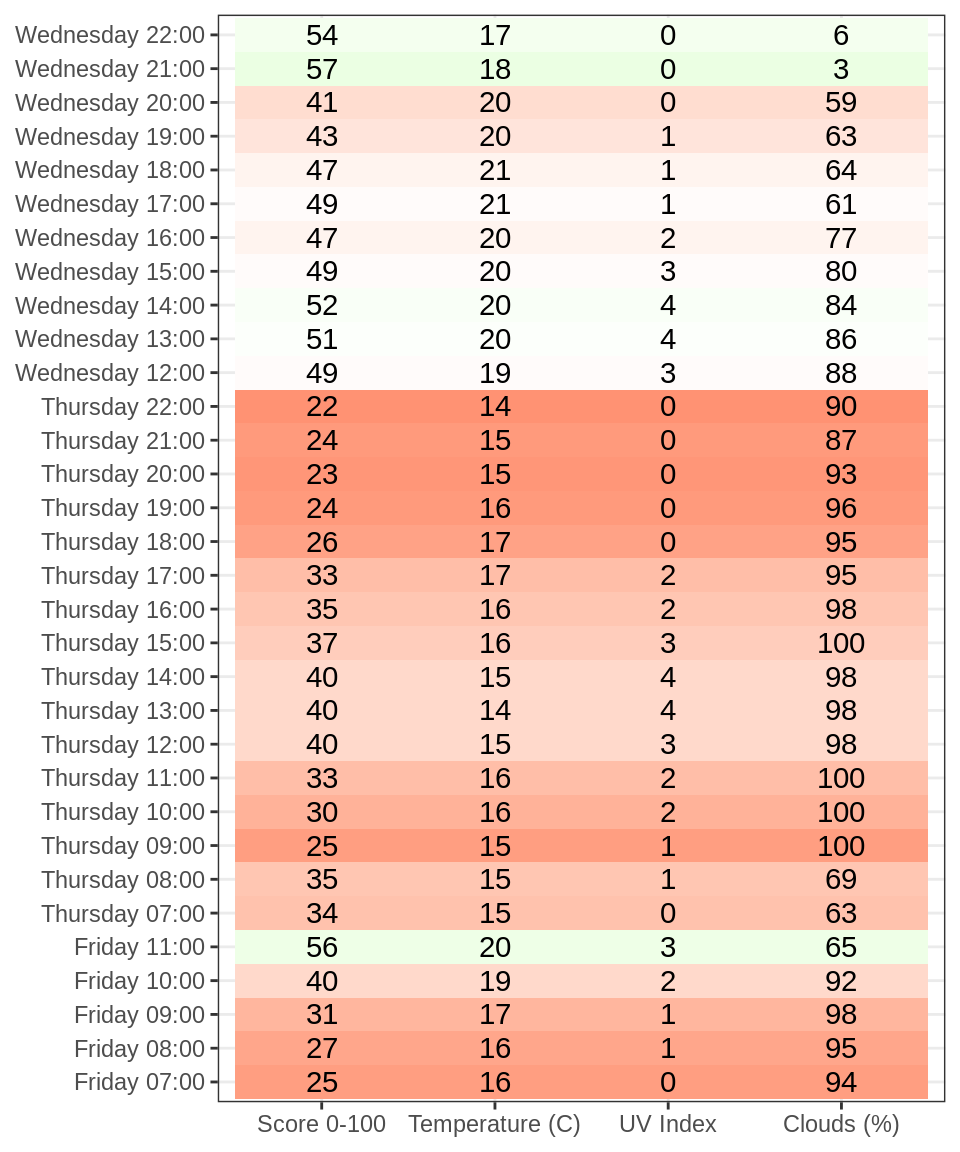 Wednesday 22:00 54 17 0 6
Wednesday 21:00 57 18 0 3
Wednesday 20:00 41 20 0 59
Wednesday 19:00 43 20 1 63
Wednesday 18:00 47 21 1 64
Wednesday 17:00 49 21 1 61
Wednesday 16:00 47 20 2 77
Wednesday 15:00 49 20 3 80
Wednesday 14:00 52 20 4 84
Wednesday 13:00 51 20 4 86
Wednesday 12:00 49 19 3 88
Thursday 22:00 22 14 0 90
Thursday 21:00 24 15 0 87
Thursday 20:00 23 15 0 93
Thursday 19:00 24 16 0 96
Thursday 18:00 26 17 0 95
Thursday 17:00 33 17 2 95
Thursday 16:00 35 16 2 98
Thursday 15:00 37 16 3 100
Thursday 14:00 40 15 4 98
Thursday 13:00 40 14 4 98
Thursday 12:00 40 15 3 98
Thursday 11:00 33 16 2 100
Thursday 10:00 30 16 2 100
Thursday 09:00 25 15 1 100
Thursday 08:00 35 15 1 69
Thursday 07:00 34 15 0 63
Friday 11:00 56 20 3 65
Friday 10:00 40 19 2 92
Friday 09:00 31 17 1 98
Friday 08:00 27 16 1 95
Friday 07:00 25 16 0 94
Score 0-100 Temperature (C) UV Index Clouds (%)